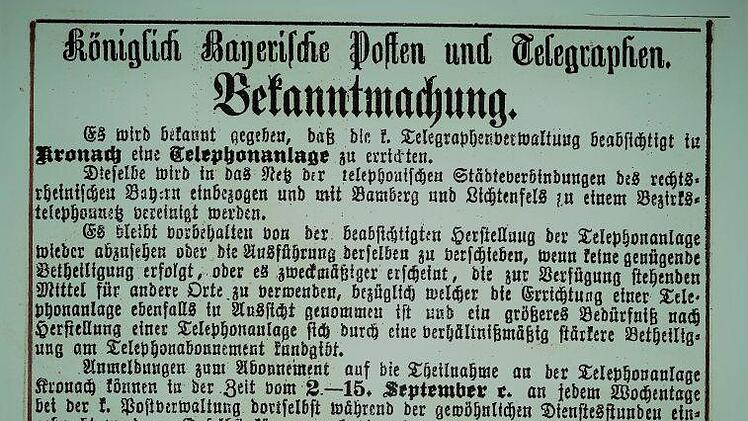 Königlich Bayerische Posten und Telegraphen.
Bekanntmachung.
Es wird bekannt gegeben, daß die k. Telegraphenverwaltung beabsichtigt in
Kronach eine Telephonanlage zu errichten.
Dieselbe wird in das Netz der telephonischen Städteverbindungen des rechts-
rheinischen Bayern einbezogen und mit Bamberg und Lichtenfels zu einem Bezirks-
telephonnetz vereinigt werden.
Es bleibt vorbehalten von der beabsichtigten Herstellung der Telephonanlage
wieder abzusehen oder die Ausführung derselben zu verschieben, wenn keine genügende
Betheiligung erfolgt, oder es zweckmäßiger erscheint, die zur Verfügung stehenden
Mittel für andere Orte zu verwenden, bezüglich welcher die Errichtung einer Tele-
phonanlage ebenfalls in Aussicht genommen ist und ein größeres Bedürfniß nach
Herstellung einer Telephonanlage sich durch eine verhältnißmäßig stärkere Betheilig-
ung am Telephonabonnement kundgibt.
Anmeldungen zum Abonnement auf die Theilnahme an der Telephonanlage
Kronach können in der Zeit vom 2.—15. September c. an jedem Wochentage
bei der k. Postverwaltung dortselbst während der gewöhnlichen Dienstesstunden ein-